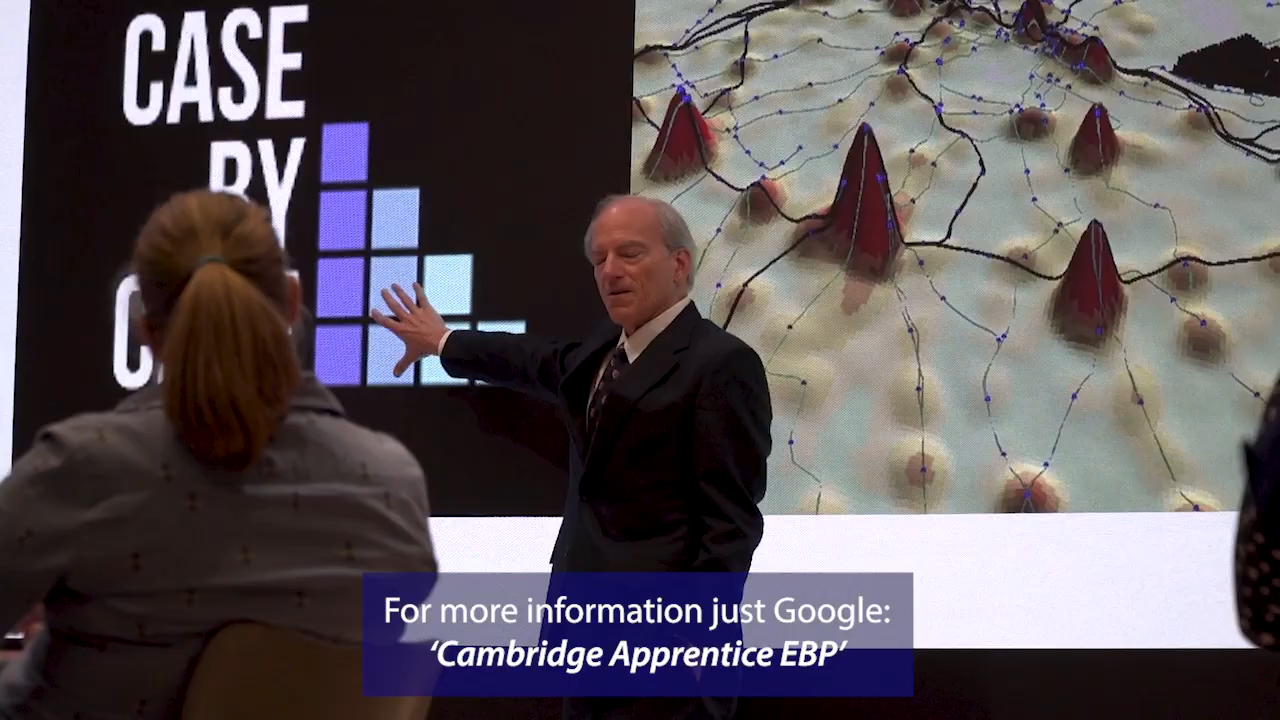 CASE
BY
For more information just Google:
‘Cambridge Apprentice EBP’